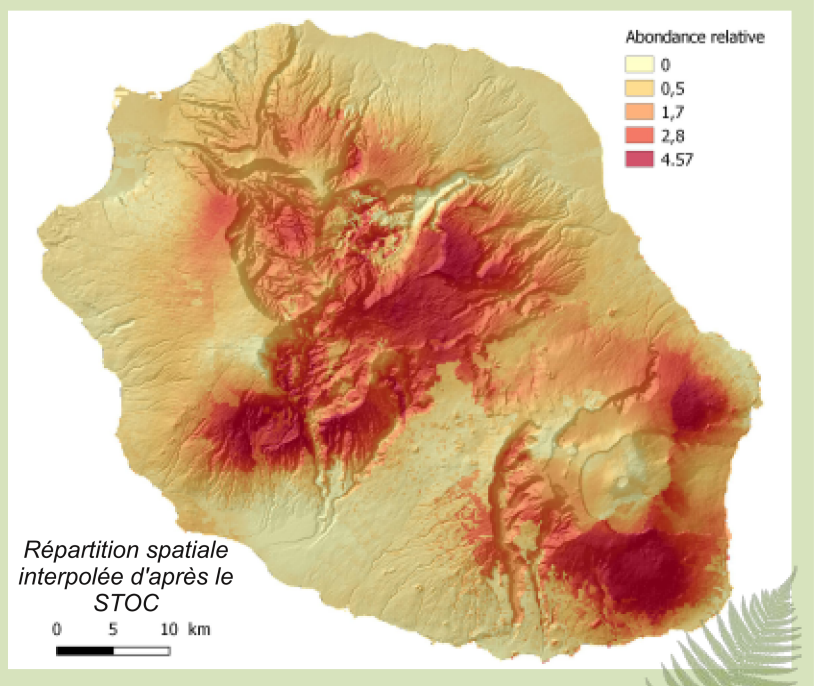 Abondance relative
0
0,5
1,7
2,8
4.57
Répartition spatiale
interpolée d'après le
STOC
0 5 10 km